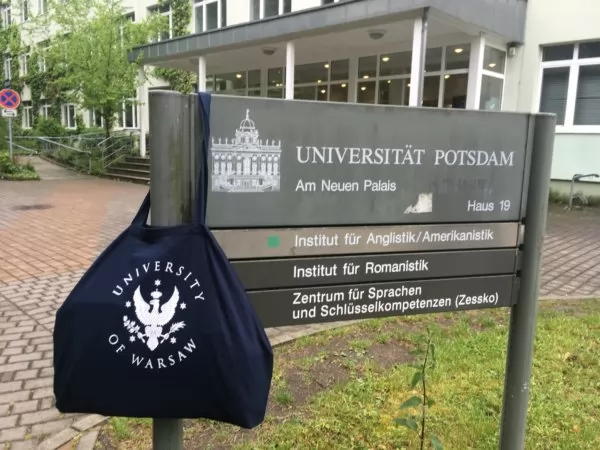 UNIVERSITÄT POTSDAM
Am Neuen Palais
Haus 19
Institut für Anglistik/Amerikanistik
Institut für Romanistik
Zentrum für Sprachen
und Schlüsselkompetenzen (Zessko)
UNIVERSITY
OF WARSAW